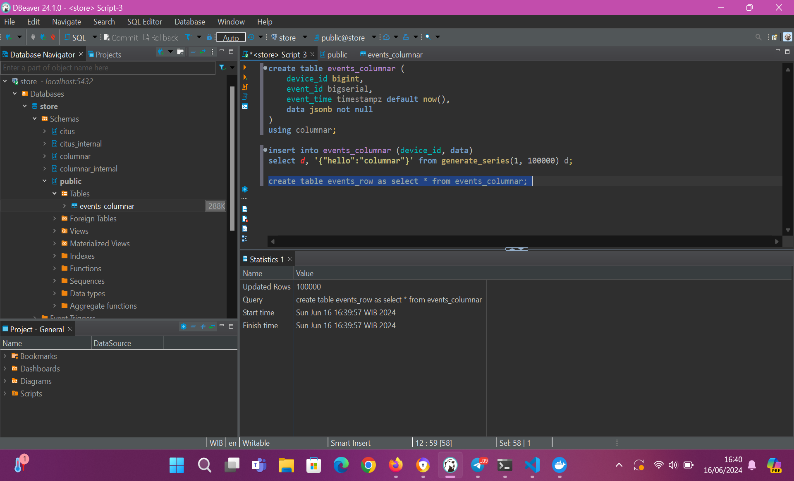 DBeaver 24.1.0 - <store> Script-3
File Edit Navigate Search SQL Editor Database Window Help
SQL Commit Rollback Auto store public@store
Database Navigator Projects
Enter a part of object name here
store - localhost:5432
Databases
store
Schemas
citus
citus_internal
columnar
columnar_internal
public
Tables
events_columnar 288K
Foreign Tables
Views
Materialized Views
Indexes
Functions
Sequences
Data types
Aggregate functions
Event Triggers
Project - General
Name DataSource
Bookmarks
Dashboards
Diagrams
Scripts
*<store> Script-3 public events_columnar
create table events_columnar (
device_id bigint,
event_id bigserial,
event_time timestampz default now(),
data jsonb not null
)
using columnar;
insert into events_columnar (device_id, data)
select d, '{"hello":"columnar"}' from generate_series(1, 100000) d;
create table events_row as select * from events_columnar;
Statistics 1
Name Value
Updated Rows 100000
Query create table events_row as select * from events_columnar
Start time Sun Jun 16 16:39:57 WIB 2024
Finish time Sun Jun 16 16:39:57 WIB 2024
WIB en Writable Smart Insert 12 : 59 [58] Sel: 58 | 1
1
99
16:40
16/06/2024
PRE